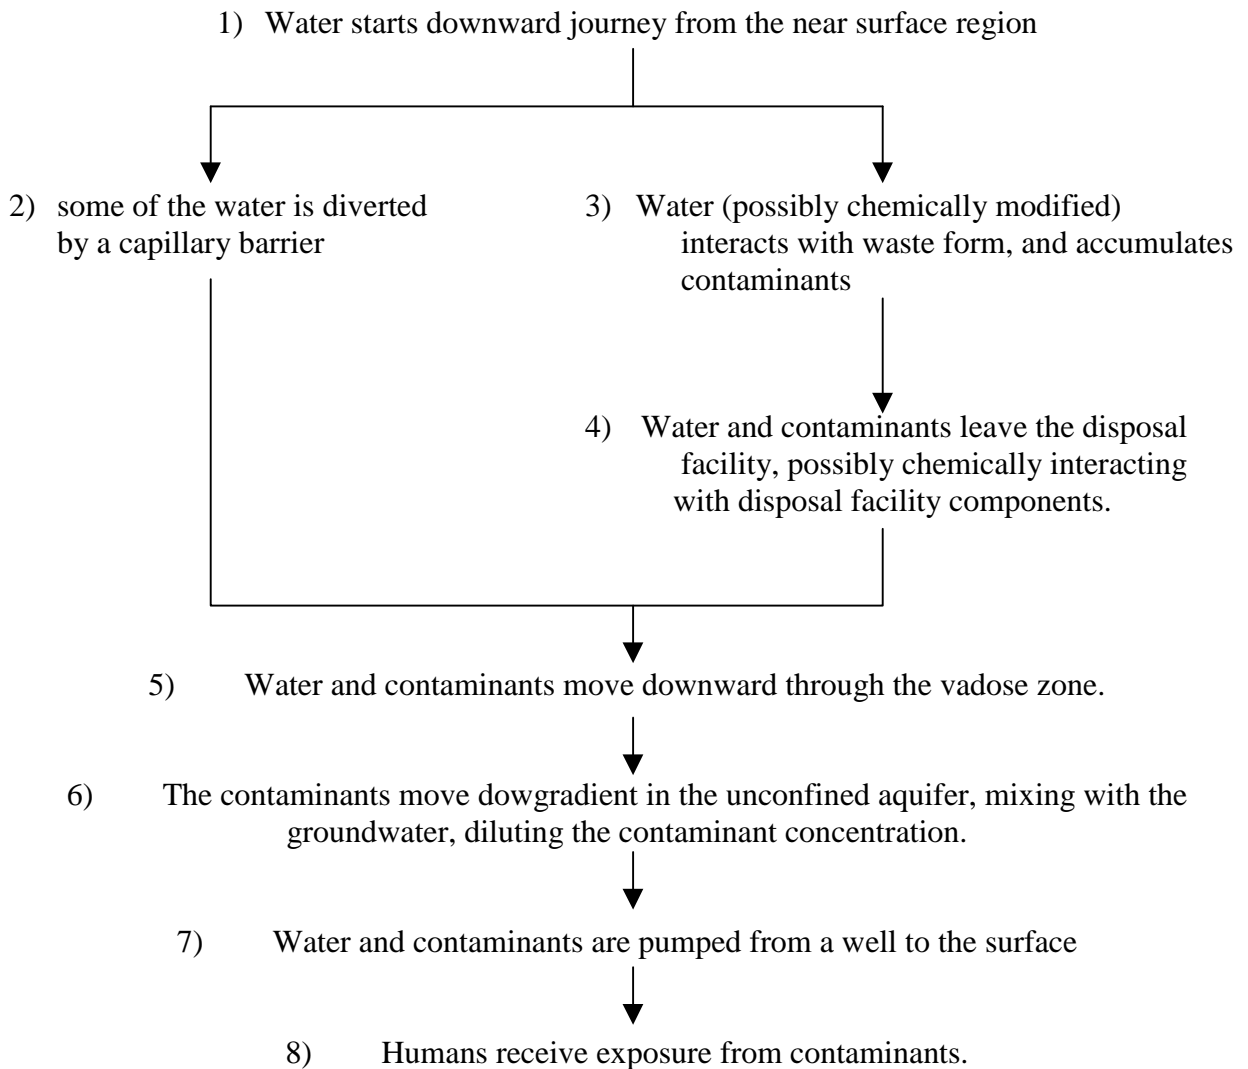 1) Water starts downward journey from the near surface region
2) some of the water is diverted
by a capillary barrier
3) Water (possibly chemically modified)
interacts with waste form, and accumulates
contaminants
4) Water and contaminants leave the disposal
facility, possibly chemically interacting
with disposal facility components.
5) Water and contaminants move downward through the vadose zone.
6) The contaminants move dowgradient in the unconfined aquifer, mixing with the
groundwater, diluting the contaminant concentration.
7) Water and contaminants are pumped from a well to the surface
8) Humans receive exposure from contaminants.